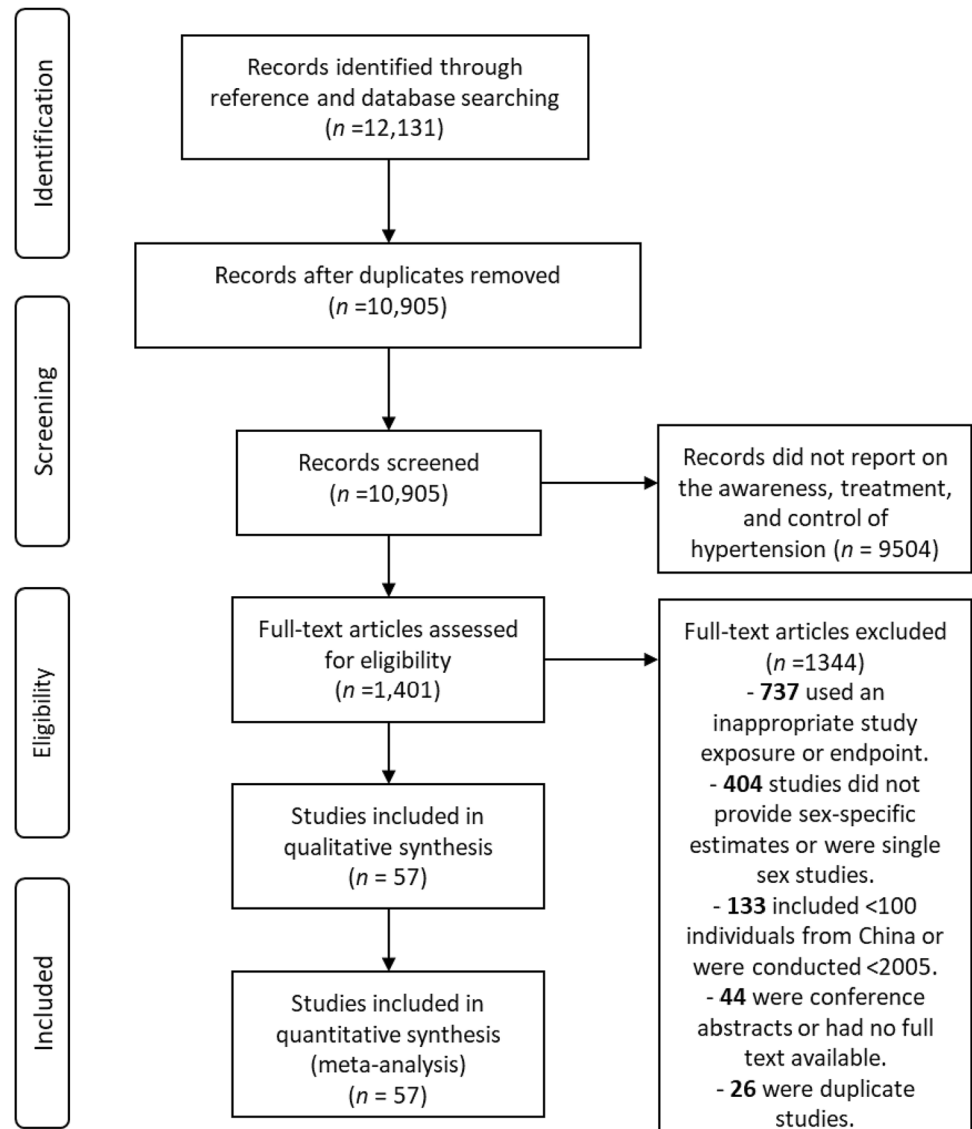 Identification
Records identified through
reference and database searching
(n =12,131)
Records after duplicates removed
(n =10,905)
Screening
Records screened
(n =10,905)
Records did not report on
the awareness, treatment,
and control of
hypertension (n = 9504)
Eligibility
Full-text articles assessed
for eligibility
(n =1,401)
Full-text articles excluded
(n =1344)
- 737 used an
inappropriate study
exposure or endpoint.
- 404 studies did not
provide sex-specific
estimates or were single
sex studies.
- 133 included <100
individuals from China or
were conducted <2005.
- 44 were conference
abstracts or had no full
text available.
- 26 were duplicate
studies.
Studies included in
qualitative synthesis
(n = 57)
Included
Studies included in
quantitative synthesis
(meta-analysis)
(n = 57)